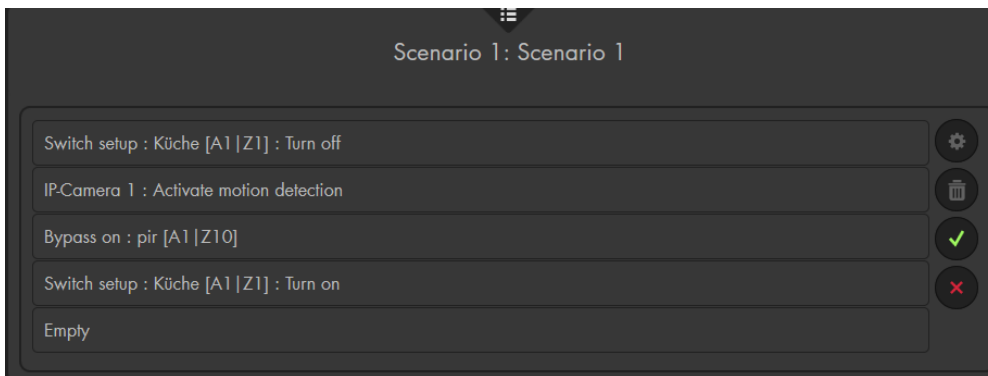 Scenario 1: Scenario 1
Switch setup : Küche [A1|Z1] : Turn off
IP-Camera 1 : Activate motion detection
Bypass on : pir [A1|Z10]
Switch setup : Küche [A1|Z1] : Turn on
Empty